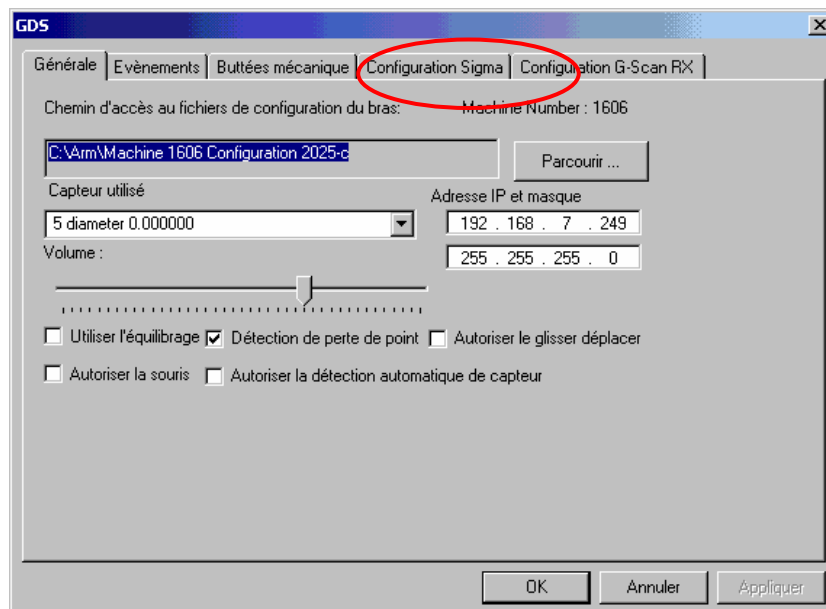 GDS
Générale Evènements Buttées mécanique Configuration Sigma Configuration G-Scan RX
Chemin d'accès au fichiers de configuration du bras: Machine Number : 1606
C:\Arm\Machine 1606 Configuration 2025-c
Parcourir ...
Capteur utilisé
Adresse IP et masque
5 diameter 0.000000
192 . 168 . 7 . 249
Volume :
255 . 255 . 255 . 0
Utiliser l'équilibrage Détection de perte de point Autoriser le glisser déplacer
Autoriser la souris Autoriser la détection automatique de capteur
OK Annuler Appliquer